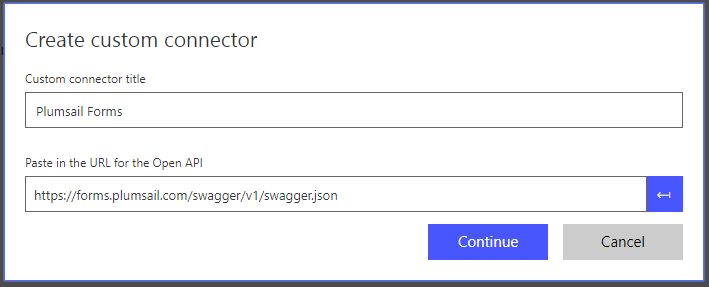 Create custom connector
Custom connector title
Plumsail Forms
Paste in the URL for the Open API
https://forms.plumsail.com/swagger/v1/swagger.json
Continue Cancel